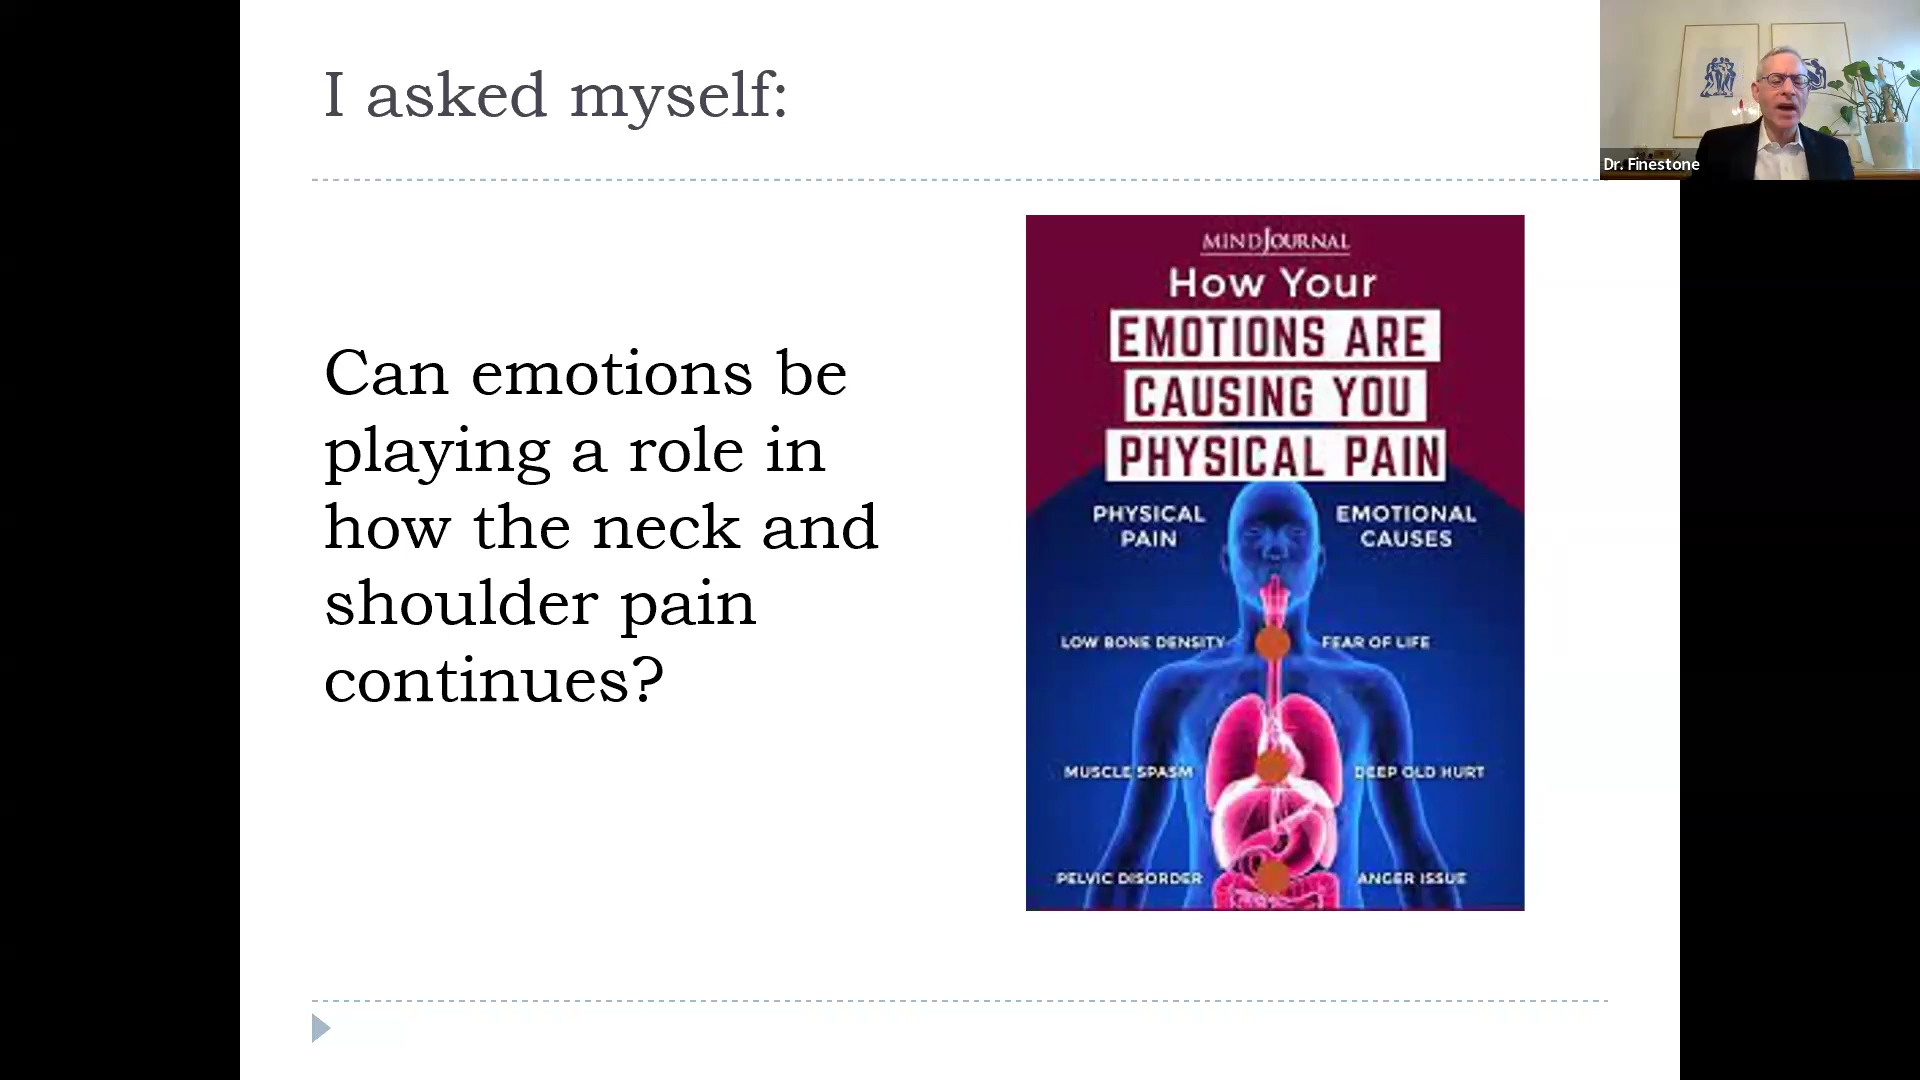 I asked myself:
Dr. Finestone
Can emotions be
playing a role in
how the neck and
shoulder pain
continues?
MINDJOURNAL
How Your
EMOTIONS ARE
CAUSING YOU
PHYSICAL PAIN
PHYSICAL
PAIN
EMOTIONAL
CAUSES
LOW BONE DENSITY
FEAR OF LIFE
MUSCLE SPASM
DEEP OLD HURT
PELVIC DISORDER
ANGER ISSUE